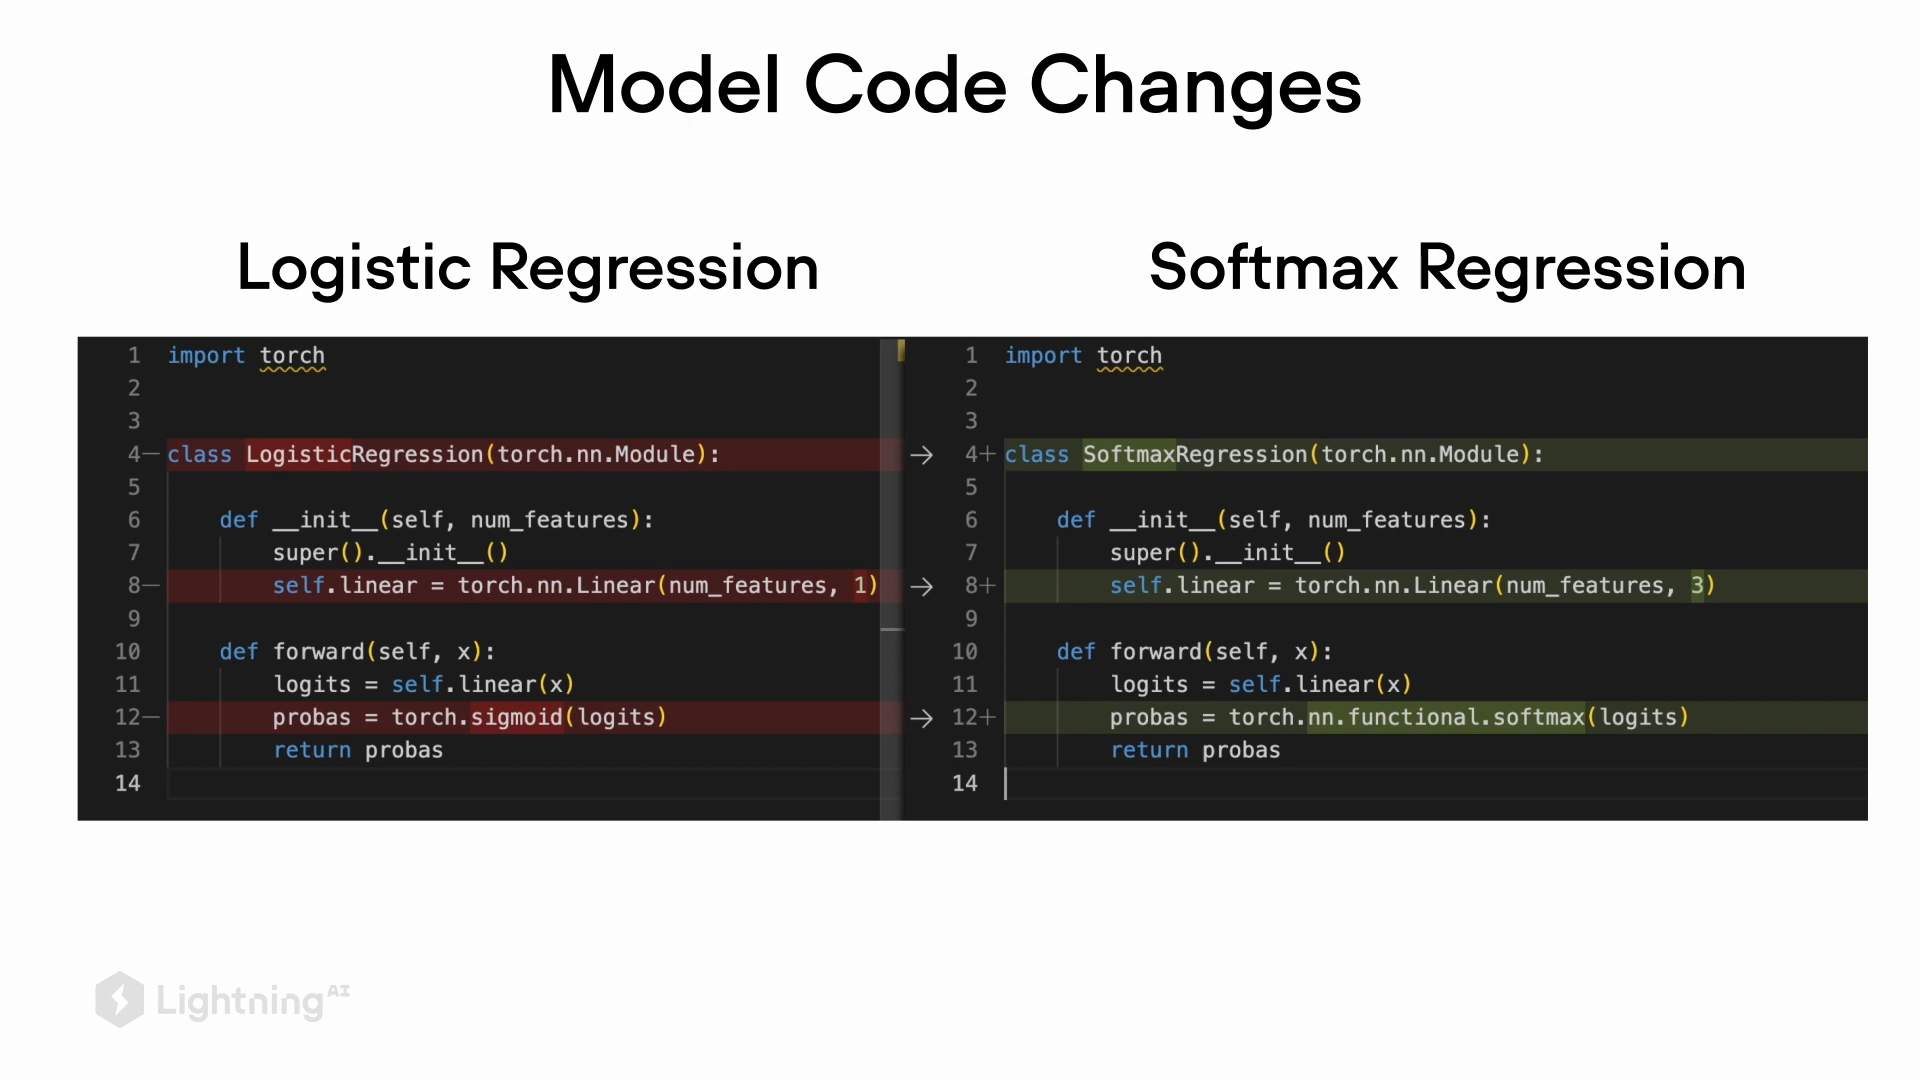 Model Code Changes
Logistic Regression
Softmax Regression
1 import torch
2
3
4— class LogisticRegression(torch.nn.Module):
5
6     def __init__(self, num_features):
7         super().__init__()
8—         self.linear = torch.nn.Linear(num_features, 1)
9
10     def forward(self, x):
11         logits = self.linear(x)
12—         probas = torch.sigmoid(logits)
13         return probas
14
→ 1 import torch
2
3
4+ class SoftmaxRegression(torch.nn.Module):
5
6     def __init__(self, num_features):
7         super().__init__()
→ 8+         self.linear = torch.nn.Linear(num_features, 3)
9
10     def forward(self, x):
11         logits = self.linear(x)
→ 12+         probas = torch.nn.functional.softmax(logits)
13         return probas
14
Lightning AI